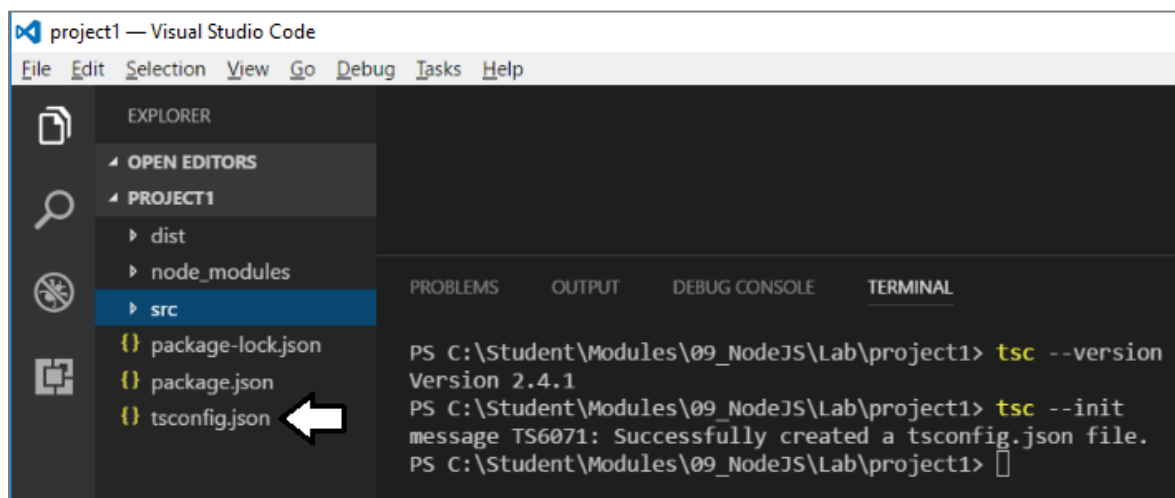 project1 — Visual Studio Code
File Edit Selection View Go Debug Tasks Help
EXPLORER
OPEN EDITORS
PROJECT1
dist
node_modules
src
{} package-lock.json
{} package.json
{} tsconfig.json
PROBLEMS OUTPUT DEBUG CONSOLE TERMINAL
PS C:\Student\Modules\09_NodeJS\Lab\project1> tsc --version
Version 2.4.1
PS C:\Student\Modules\09_NodeJS\Lab\project1> tsc --init
message TS6071: Successfully created a tsconfig.json file.
PS C:\Student\Modules\09_NodeJS\Lab\project1>